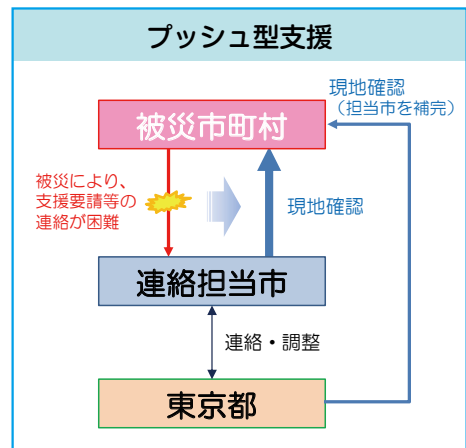 プッシュ型支援
現地確認
（担当市を補完）
被災市町村
被災により、
支援要請等の
連絡が困難
現地確認
連絡担当市
連絡・調整
東京都